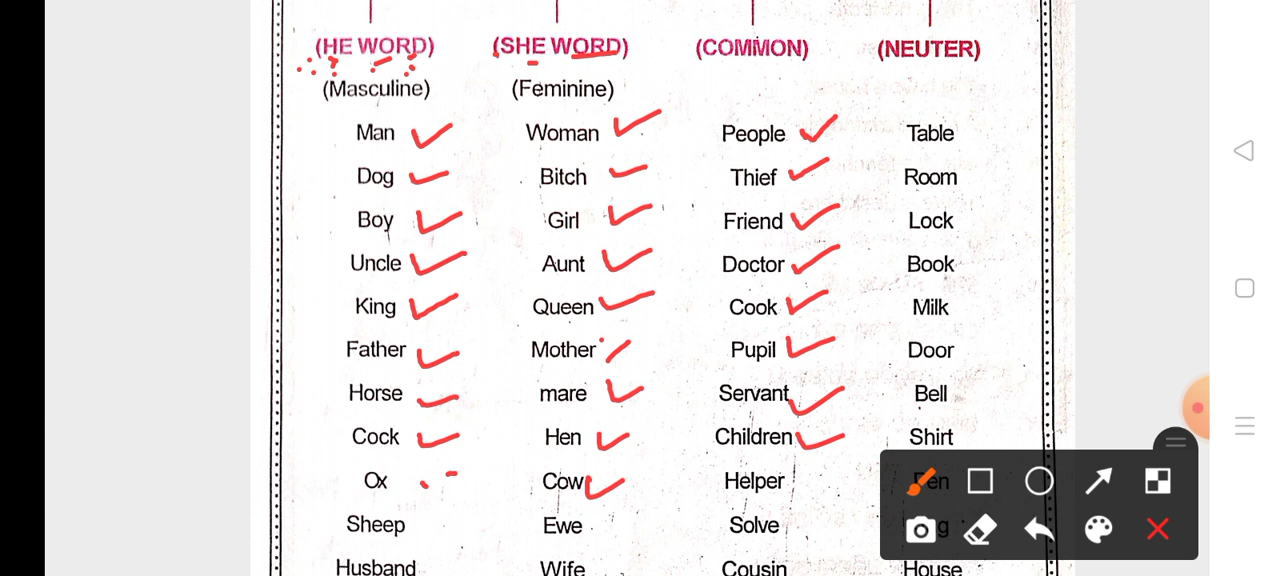 (HE WORD) (SHE WORD) (COMMON) (NEUTER)
(Masculine) (Feminine)
Man Woman People Table
Dog Bitch Thief Room
Boy Girl Friend Lock
Uncle Aunt Doctor Book
King Queen Cook Milk
Father Mother Pupil Door
Horse mare Servant Bell
Cock Hen Children Shirt
Ox Cow Helper
Sheep Ewe Solve
Husband Wife Cousin House